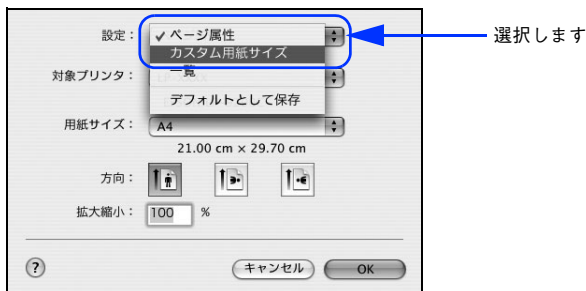 設定： ✓ ページ属性
選択します
カスタム用紙サイズ
一覧
対象プリンタ：
デフォルトとして保存
用紙サイズ： A4
21.00 cm × 29.70 cm
方向：
拡大縮小： 100 %
? キャンセル OK